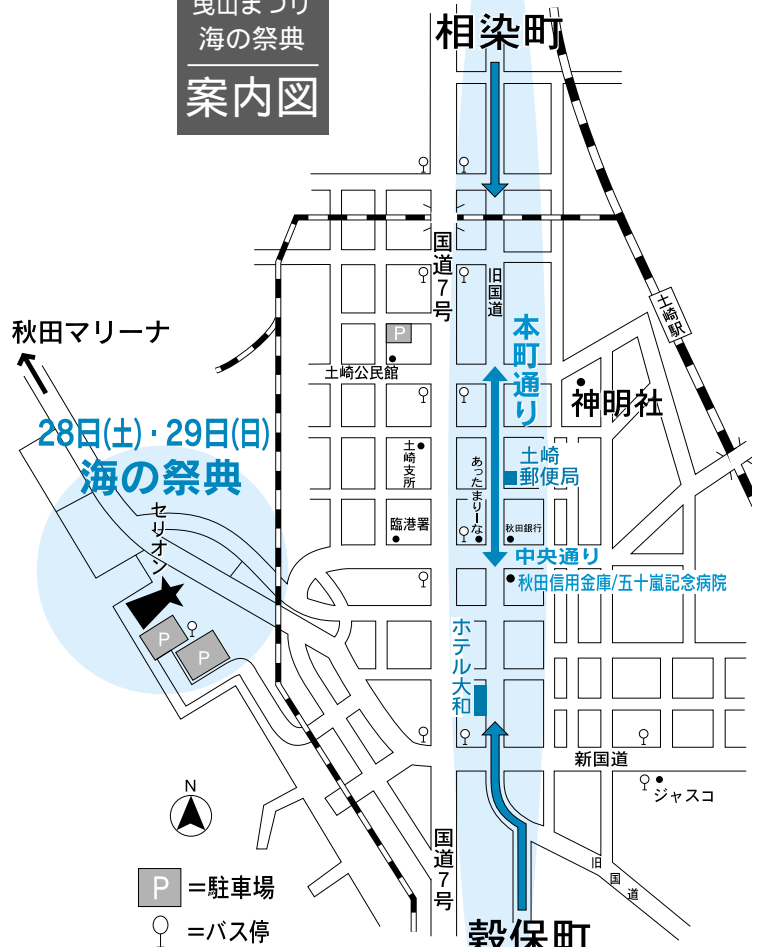 曳山まつり
海の祭典
案内図
相染町
国道7号
旧国道
本町通り
土崎駅
秋田マリーナ
P
土崎公民館
神明社
28日(土)・29日(日)
海の祭典
セリオン
土崎支所
あったまりーな
土崎
郵便局
臨港署
秋田銀行
中央通り
秋田信用金庫/五十嵐記念病院
P
P
ホテル大和
新国道
ジャスコ
N
国道7号
旧国道
P =駐車場
=バス停
穀保町